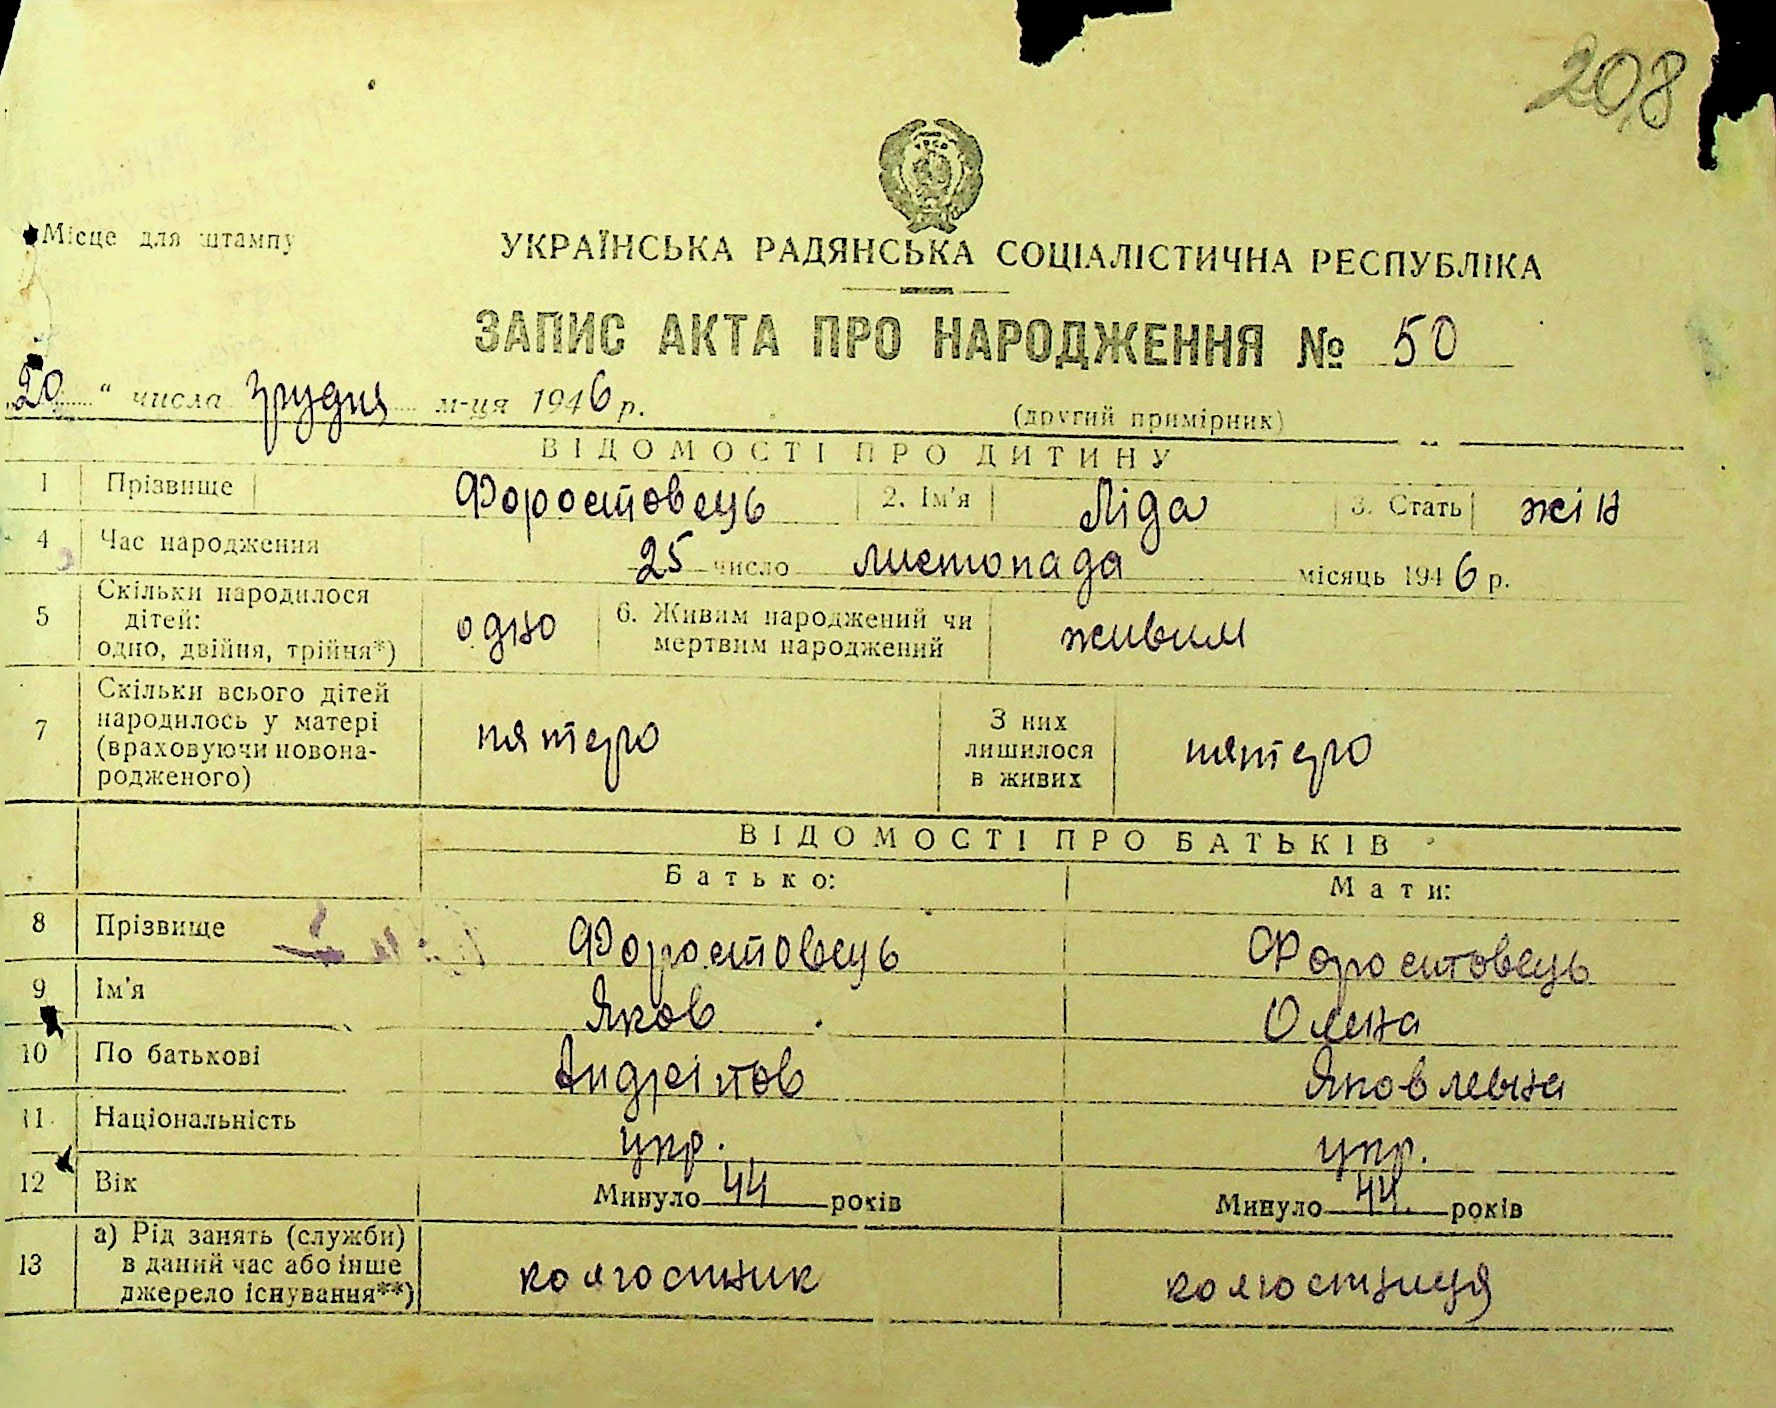 208
Місце для штампу
УКРАЇНСЬКА РАДЯНСЬКА СОЦІАЛІСТИЧНА РЕСПУБЛІКА
ЗАПИС АКТА ПРО НАРОДЖЕННЯ № 50
„20“ числа грудня м-ця 1946 р.
(другий примірник)
ВІДОМОСТІ ПРО ДИТИНУ
1 Прізвище Форостовець 2. Ім'я Ліда 3. Стать жін
4 Час народження 25 число листопада місяць 1946 р.
5 Скільки народилося дітей: одно, двійня, трійня*) одно 6. Живим народжений чи мертвим народжений живим
7 Скільки всього дітей народилось у матері (враховуючи новонародженого) пятеро З них лишилося в живих пятеро
ВІДОМОСТІ ПРО БАТЬКІВ
Батько: Мати:
8 Прізвище Форостовець Форостовець
9 Ім'я Яков Олена
10 По батькові Яковлевна
11 Національність укр. укр.
12 Вік Минуло 44 років Минуло 44 років
13 а) Рід занять (служби) в даний час або інше джерело існування**) колгостник колгостниця